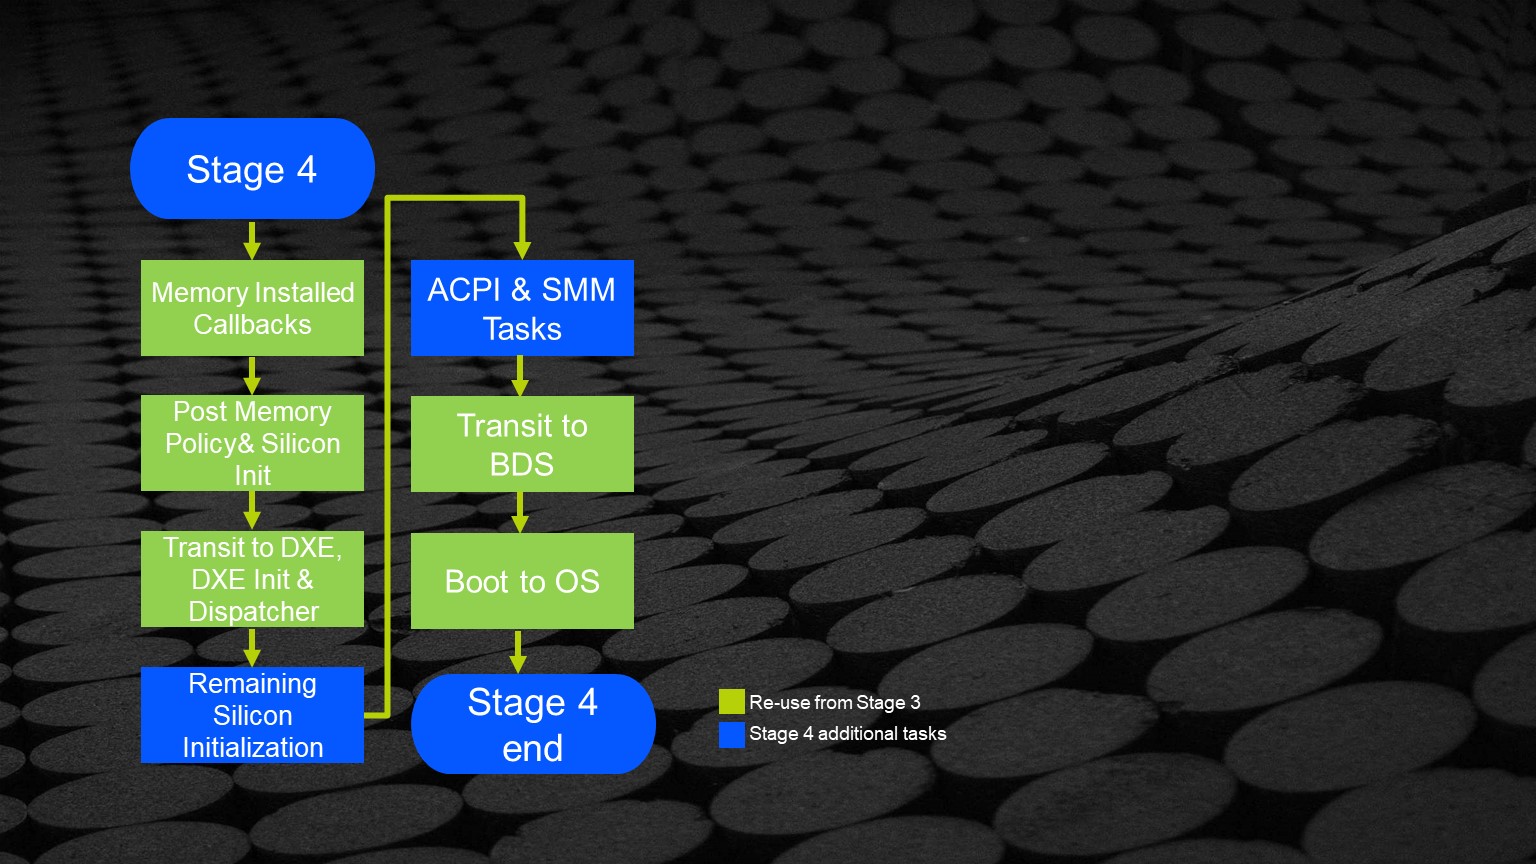 Stage 4
Memory Installed
Callbacks
Post Memory
Policy& Silicon
Init
Transit to DXE,
DXE Init &
Dispatcher
Remaining
Silicon
Initialization
ACPI & SMM
Tasks
Transit to
BDS
Boot to OS
Stage 4
end
Re-use from Stage 3
Stage 4 additional tasks